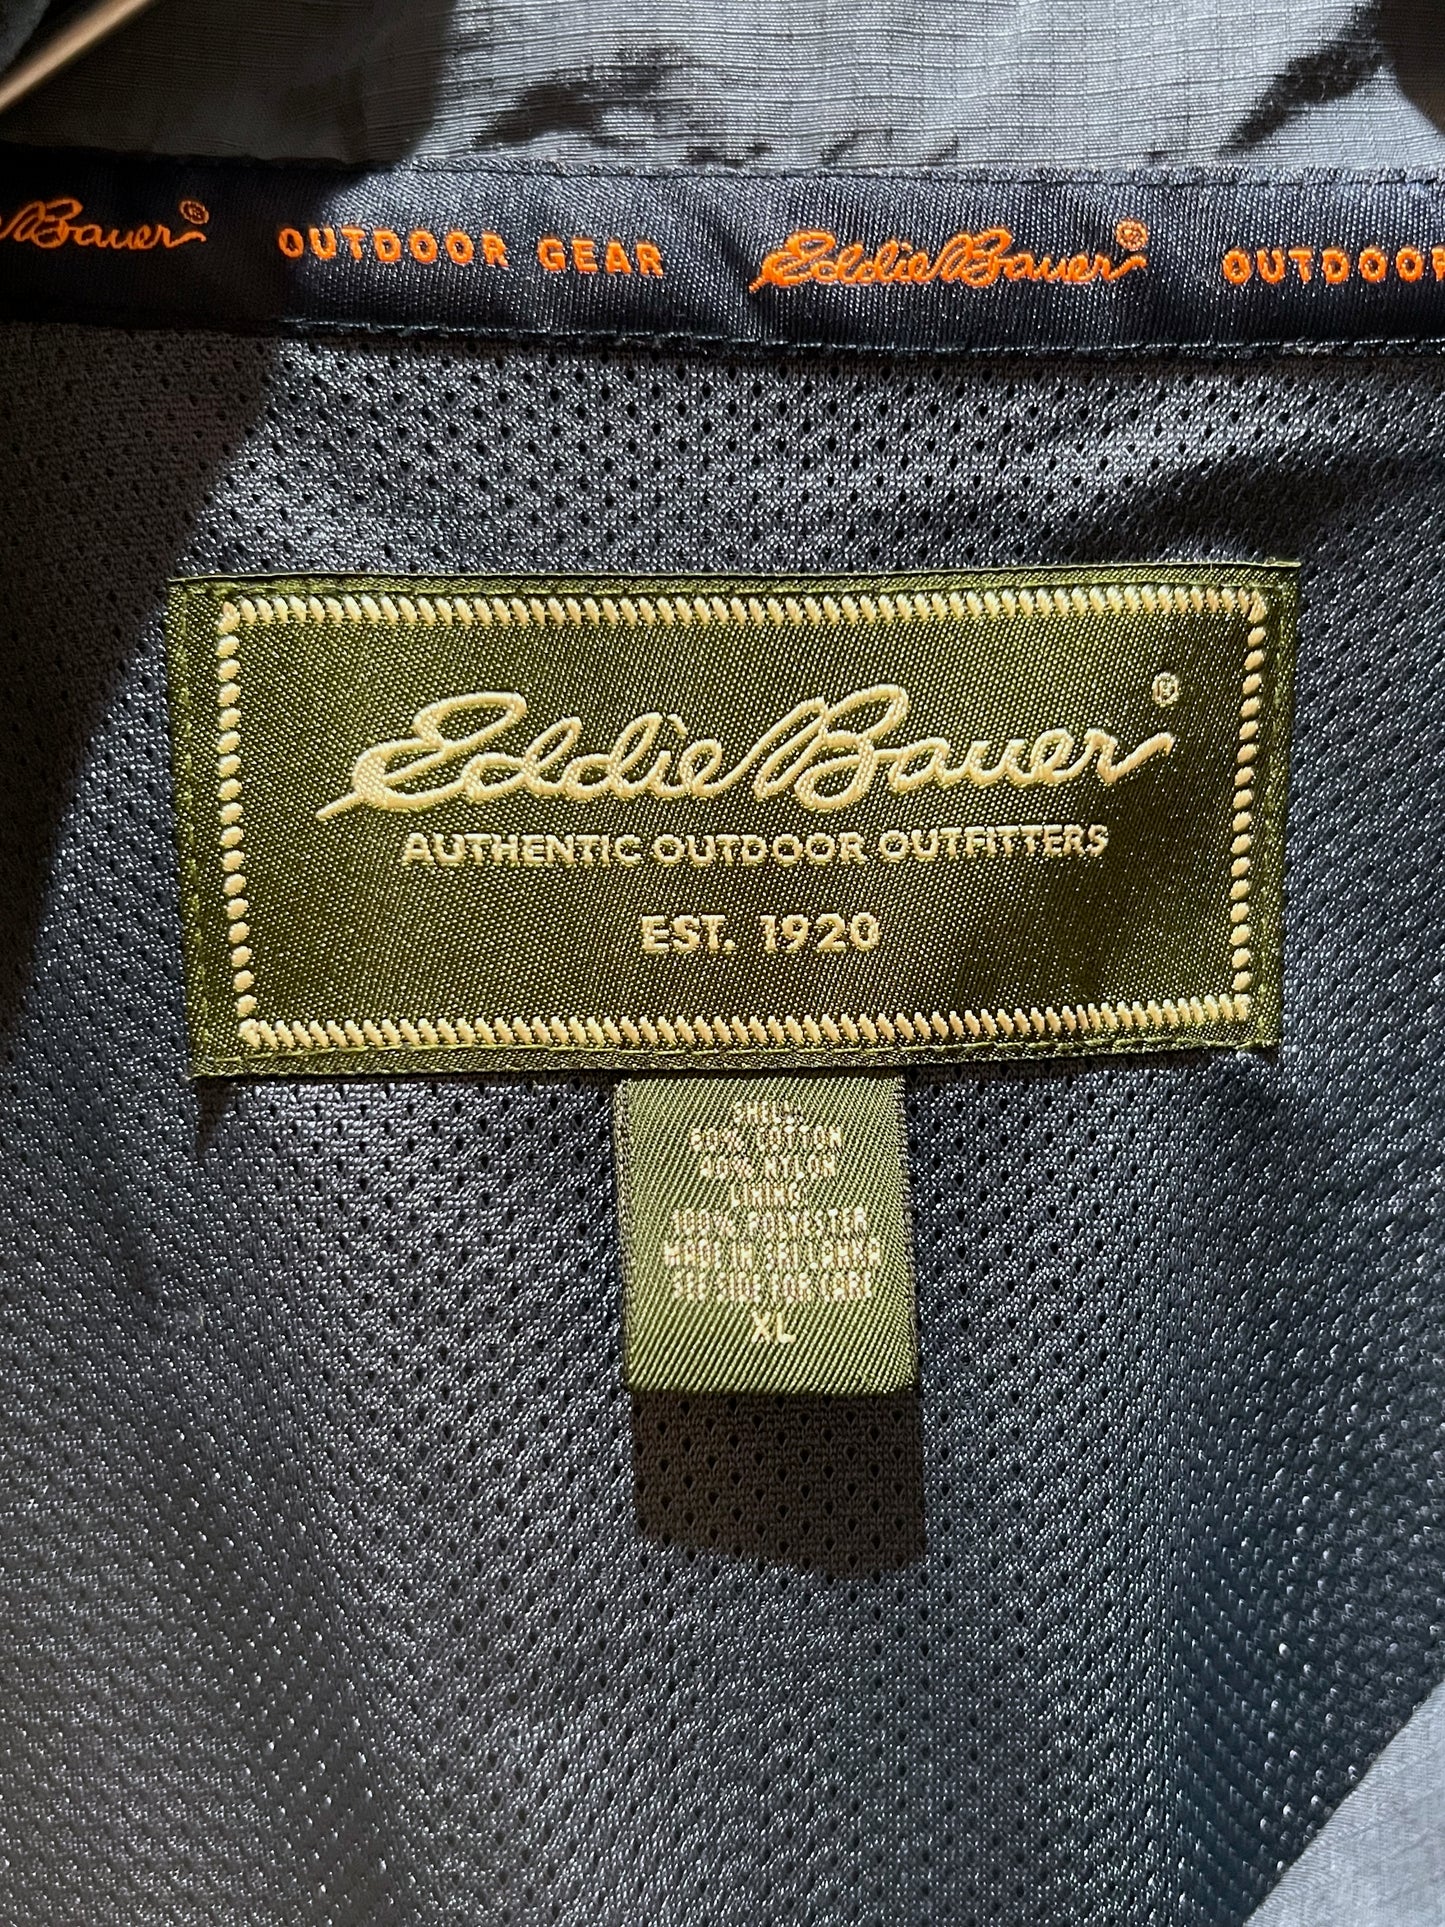 Bauer® OUTDOOR GEAR Eddie Bauer® OUTDOOR
Eddie Bauer®
AUTHENTIC OUTDOOR OUTFITTERS
EST. 1920
SHELL
60% COTTON
40% NYLON
LINING
100% POLYESTER
MADE IN SRI LANKA
SEE SIDE FOR CARE
XL